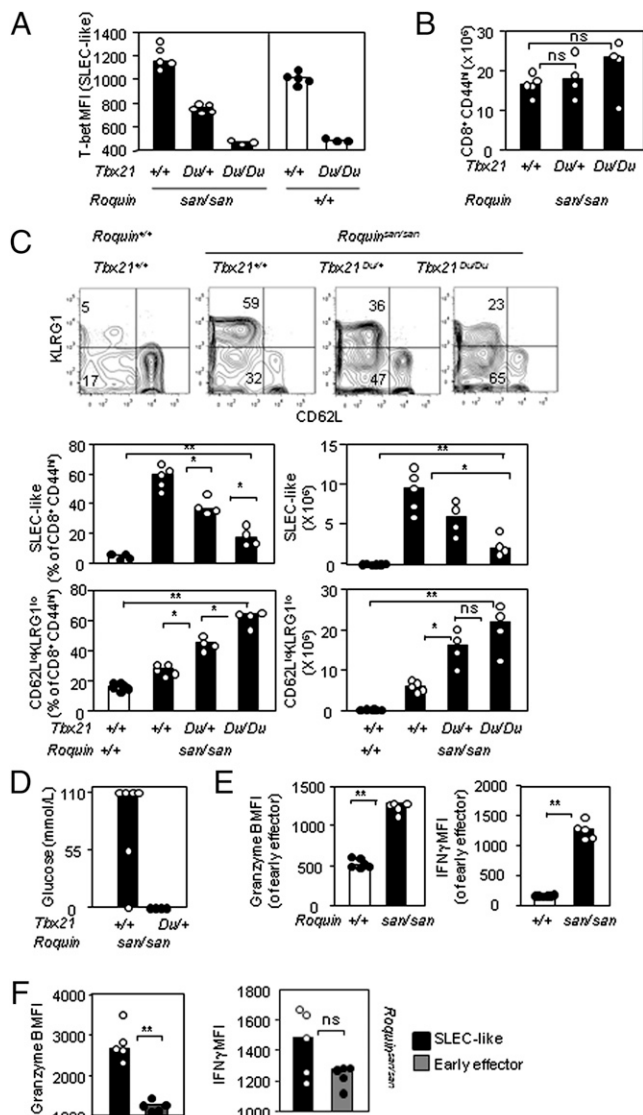 A
T-bet MFI (SLEC-like)
1400
1200
1000
800
600
400
Tbx21 +/+ Du/+ Du/Du +/+ Du/Du
Roquin san/san +/+
B
CD8+ CD44hi (x10⁶)
30
20
10
0
ns
ns
Tbx21 +/+ Du/+ Du/Du
Roquin san/san
C
Roquin+/+ Roquinsan/san
Tbx21+/+ Tbx21+/+ Tbx21Du/+ Tbx21Du/Du
KLRG1
5 59 36 23
17 32 47 65
CD62L
SLEC-like
(% of CD8+ CD44hi)
80
60
40
20
0
** * *
SLEC-like
(X10⁶)
15
10
5
0
** *
CD62LloKLRG1lo
(% of CD8+ CD44hi)
80
60
40
20
0
** * *
CD62LloKLRG1lo
(X10⁶)
30
20
10
0
** * ns
Tbx21 +/+ +/+ Du/+ Du/Du +/+ +/+ Du/+ Du/Du
Roquin +/+ san/san +/+ san/san
D
Glucose (mmol/L)
110
55
0
Tbx21 +/+ Du/+
Roquin san/san
E
Granzyme B MFI
(of early effector)
1500
1000
500
0
**
Roquin +/+ san/san
IFNγ MFI
(of early effector)
2000
1500
1000
500
0
**
+/+ san/san
F
Granzyme B MFI
4000
3000
2000
1000
**
IFNγ MFI
1800
1600
1400
1200
1000
ns
Roquinsan/san
SLEC-like
Early effector